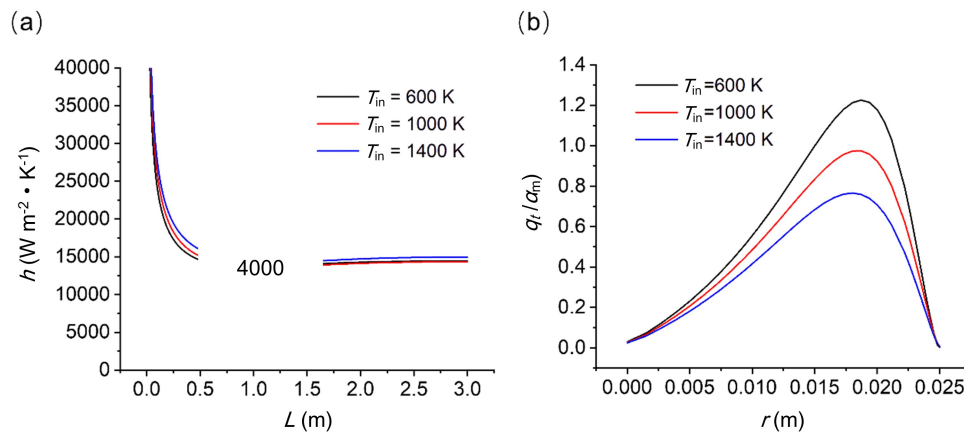 (a)
40000
35000
30000
25000
20000
15000
10000
5000
0
h (W m⁻² • K⁻¹)
Tin = 600 K
Tin = 1000 K
Tin = 1400 K
4000
0.0 0.5 1.0 1.5 2.0 2.5 3.0
L (m)
(b)
1.4
1.2
1.0
0.8
0.6
0.4
0.2
0.0
qt/αm
Tin=600 K
Tin=1000 K
Tin=1400 K
0.000 0.005 0.010 0.015 0.020 0.025
r (m)